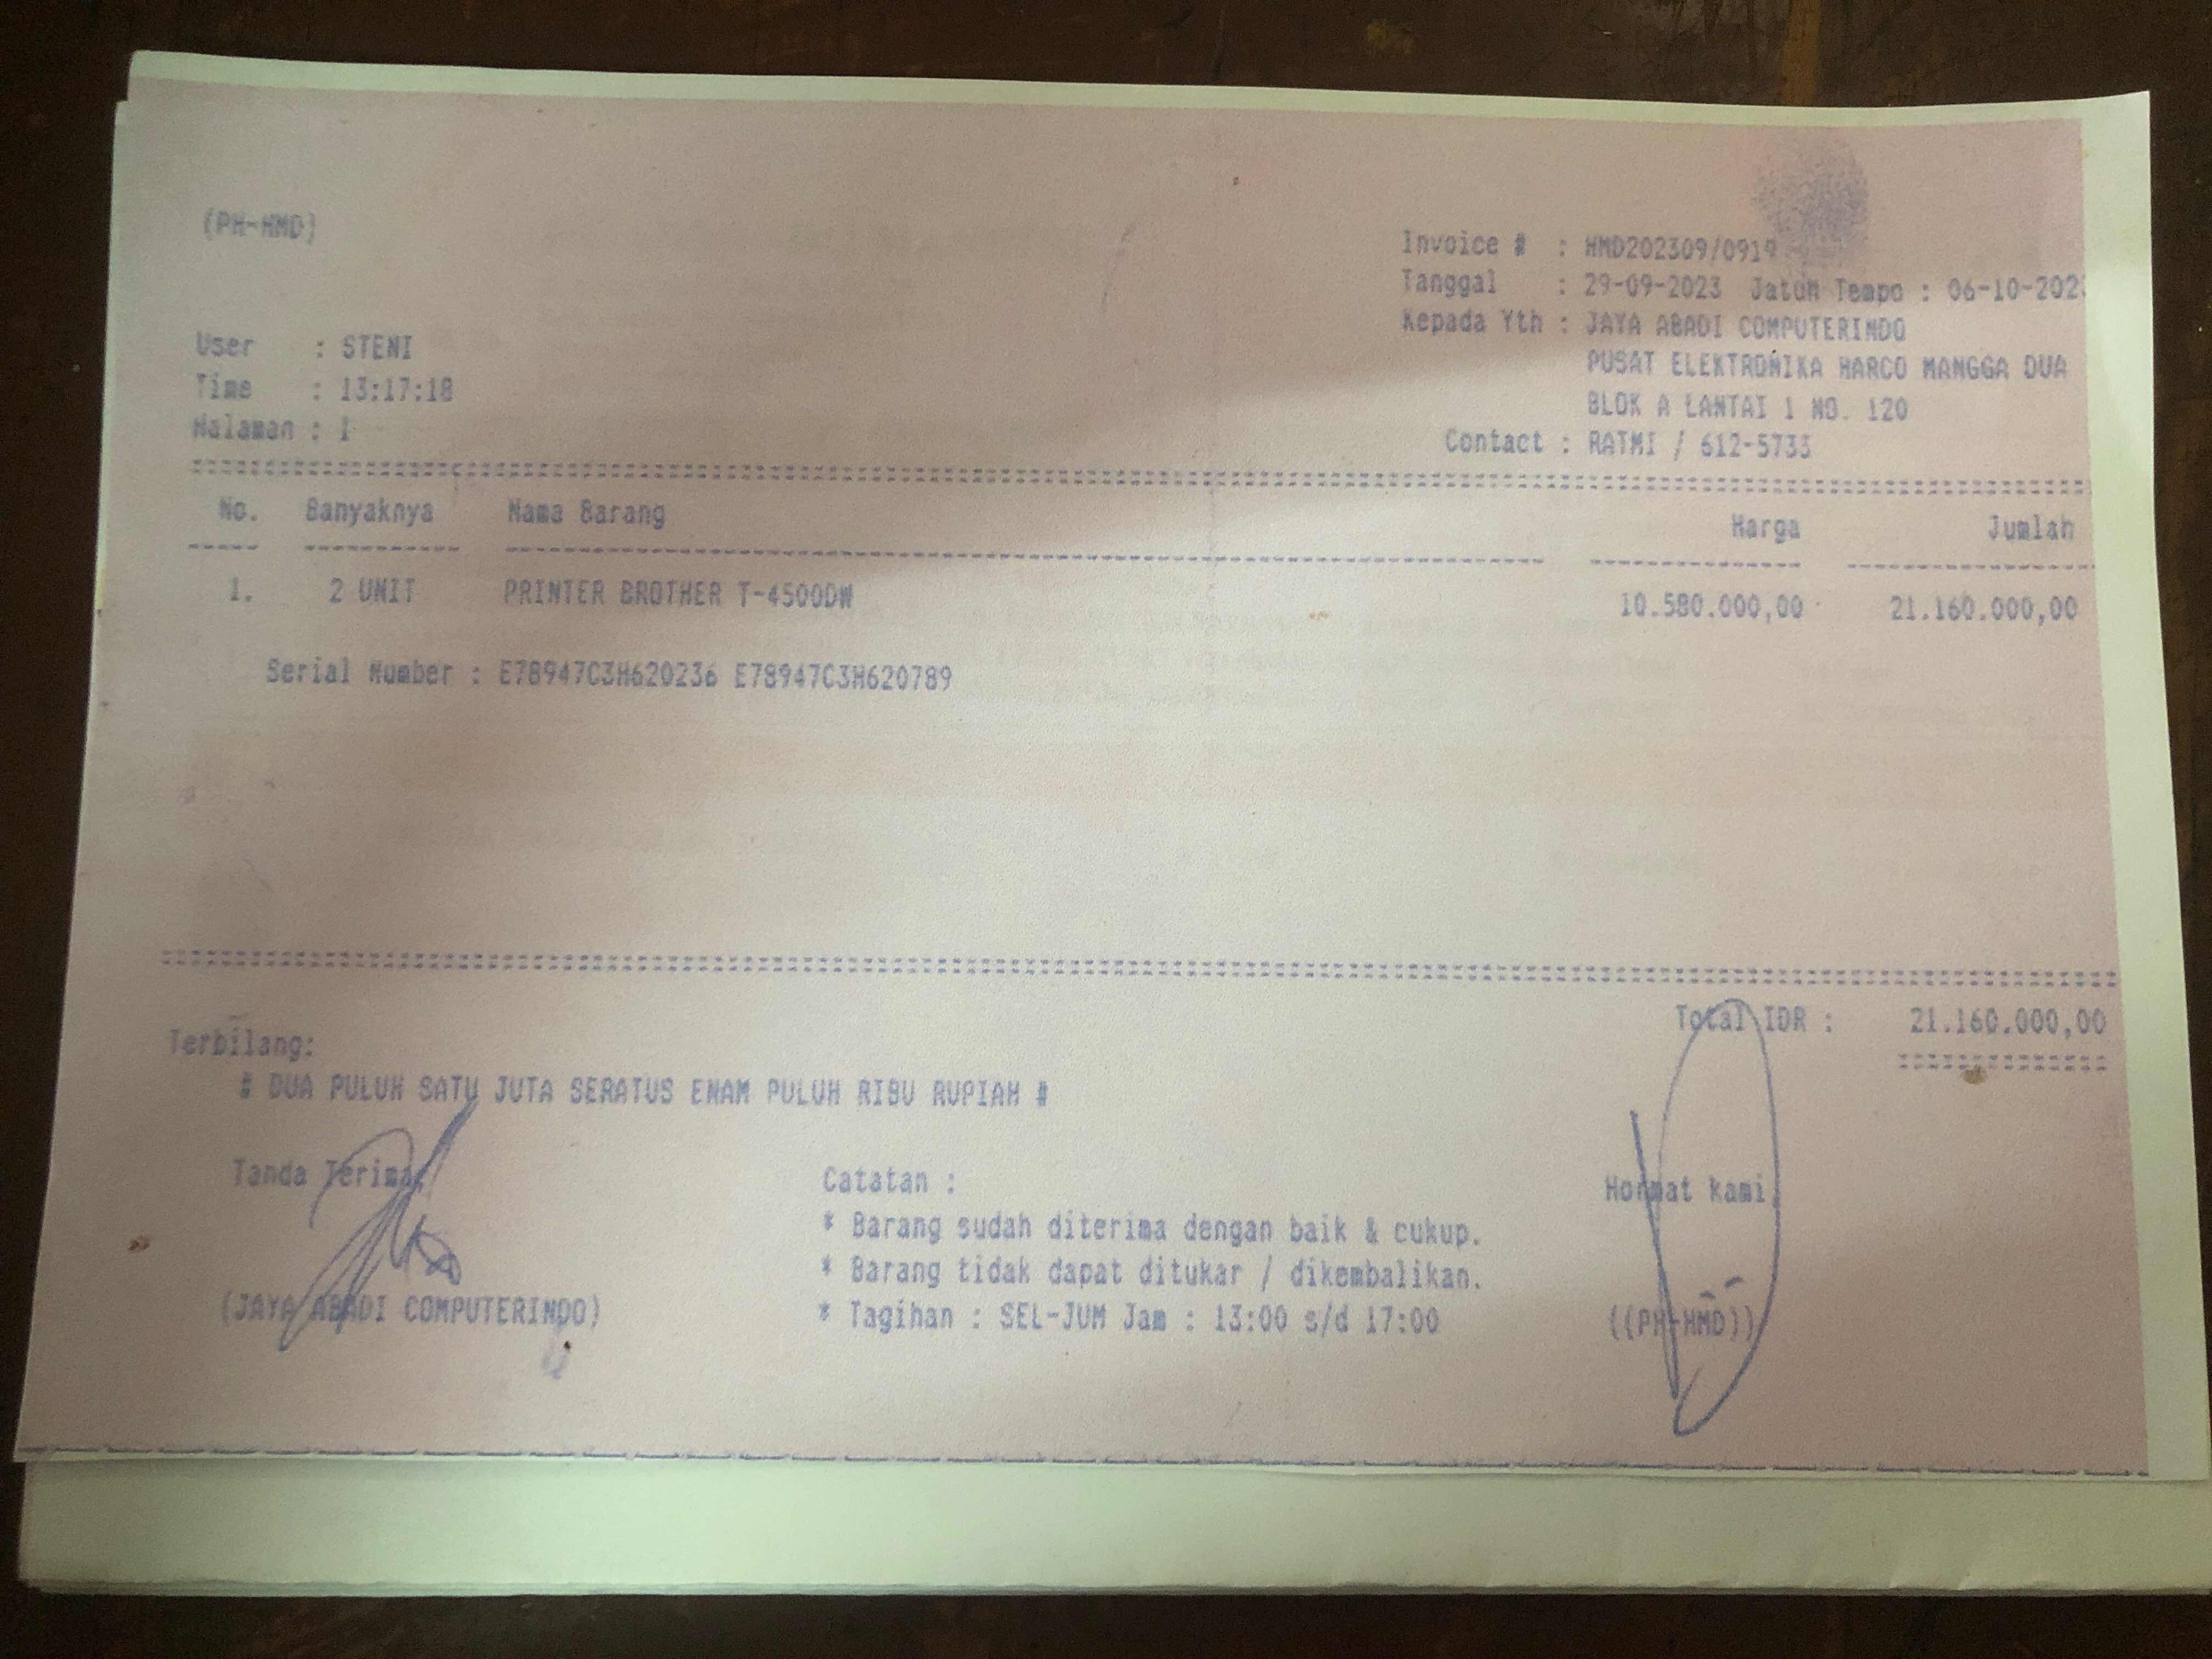 (PH-HMD)
Invoice # : HMD202309/0919
Tanggal : 29-09-2023 Jatuh Tempo : 06-10-2023
Kepada Yth : JAYA ABADI COMPUTERINDO
PUSAT ELEKTRONIKA HARCO MANGGA DUA
BLOK A LANTAI 1 NO. 120
Contact : RATMI / 612-5733
User : STENI
Time : 13:17:18
Halaman : 1
No. Banyaknya Nama Barang Harga Jumlah
1. 2 UNIT PRINTER BROTHER T-4500DW 10.580.000,00 21.160.000,00
Serial Number : E78947C3H620236 E78947C3H620789
Total IDR : 21.160.000,00
Terbilang:
# DUA PULUH SATU JUTA SERATUS ENAM PULUH RIBU RUPIAH #
Tanda Terima,
Catatan :
* Barang sudah diterima dengan baik & cukup.
* Barang tidak dapat ditukar / dikembalikan.
* Tagihan : SEL-JUM Jam : 13:00 s/d 17:00
Hormat kami,
(JAYA ABADI COMPUTERINDO)
((PH-HMD))